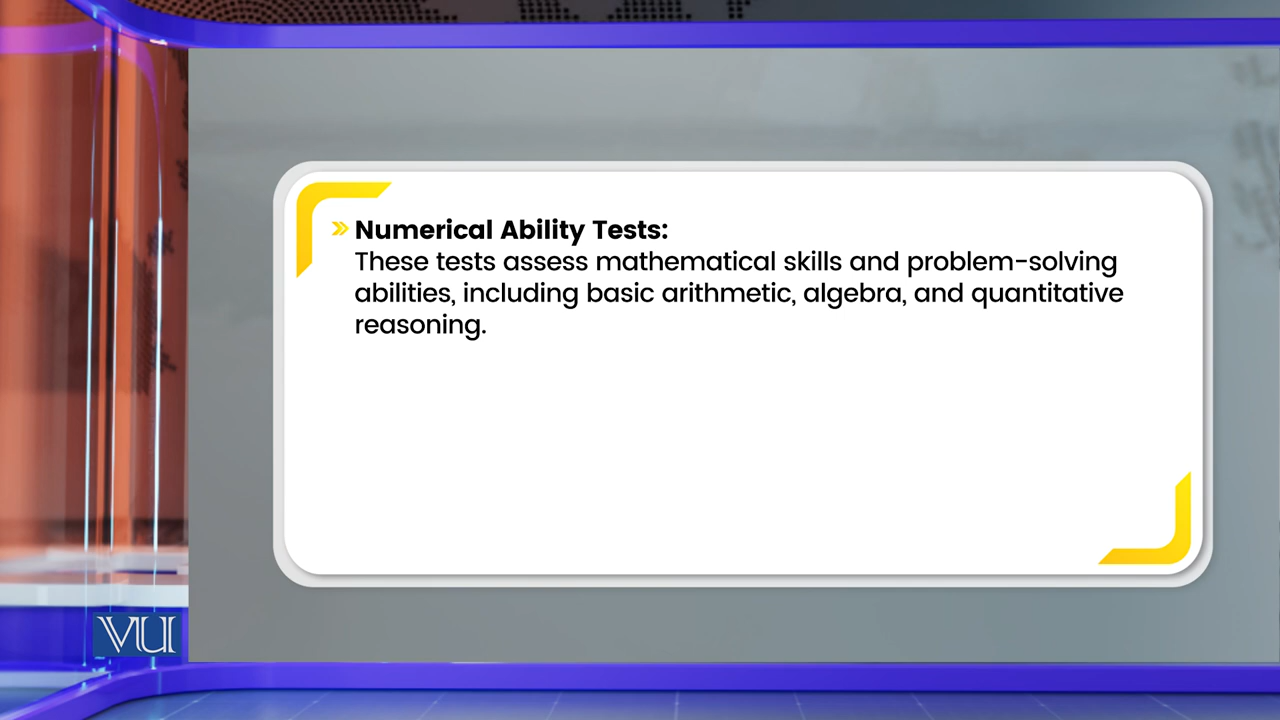 Numerical Ability Tests:
These tests assess mathematical skills and problem-solving
abilities, including basic arithmetic, algebra, and quantitative
reasoning.
VU